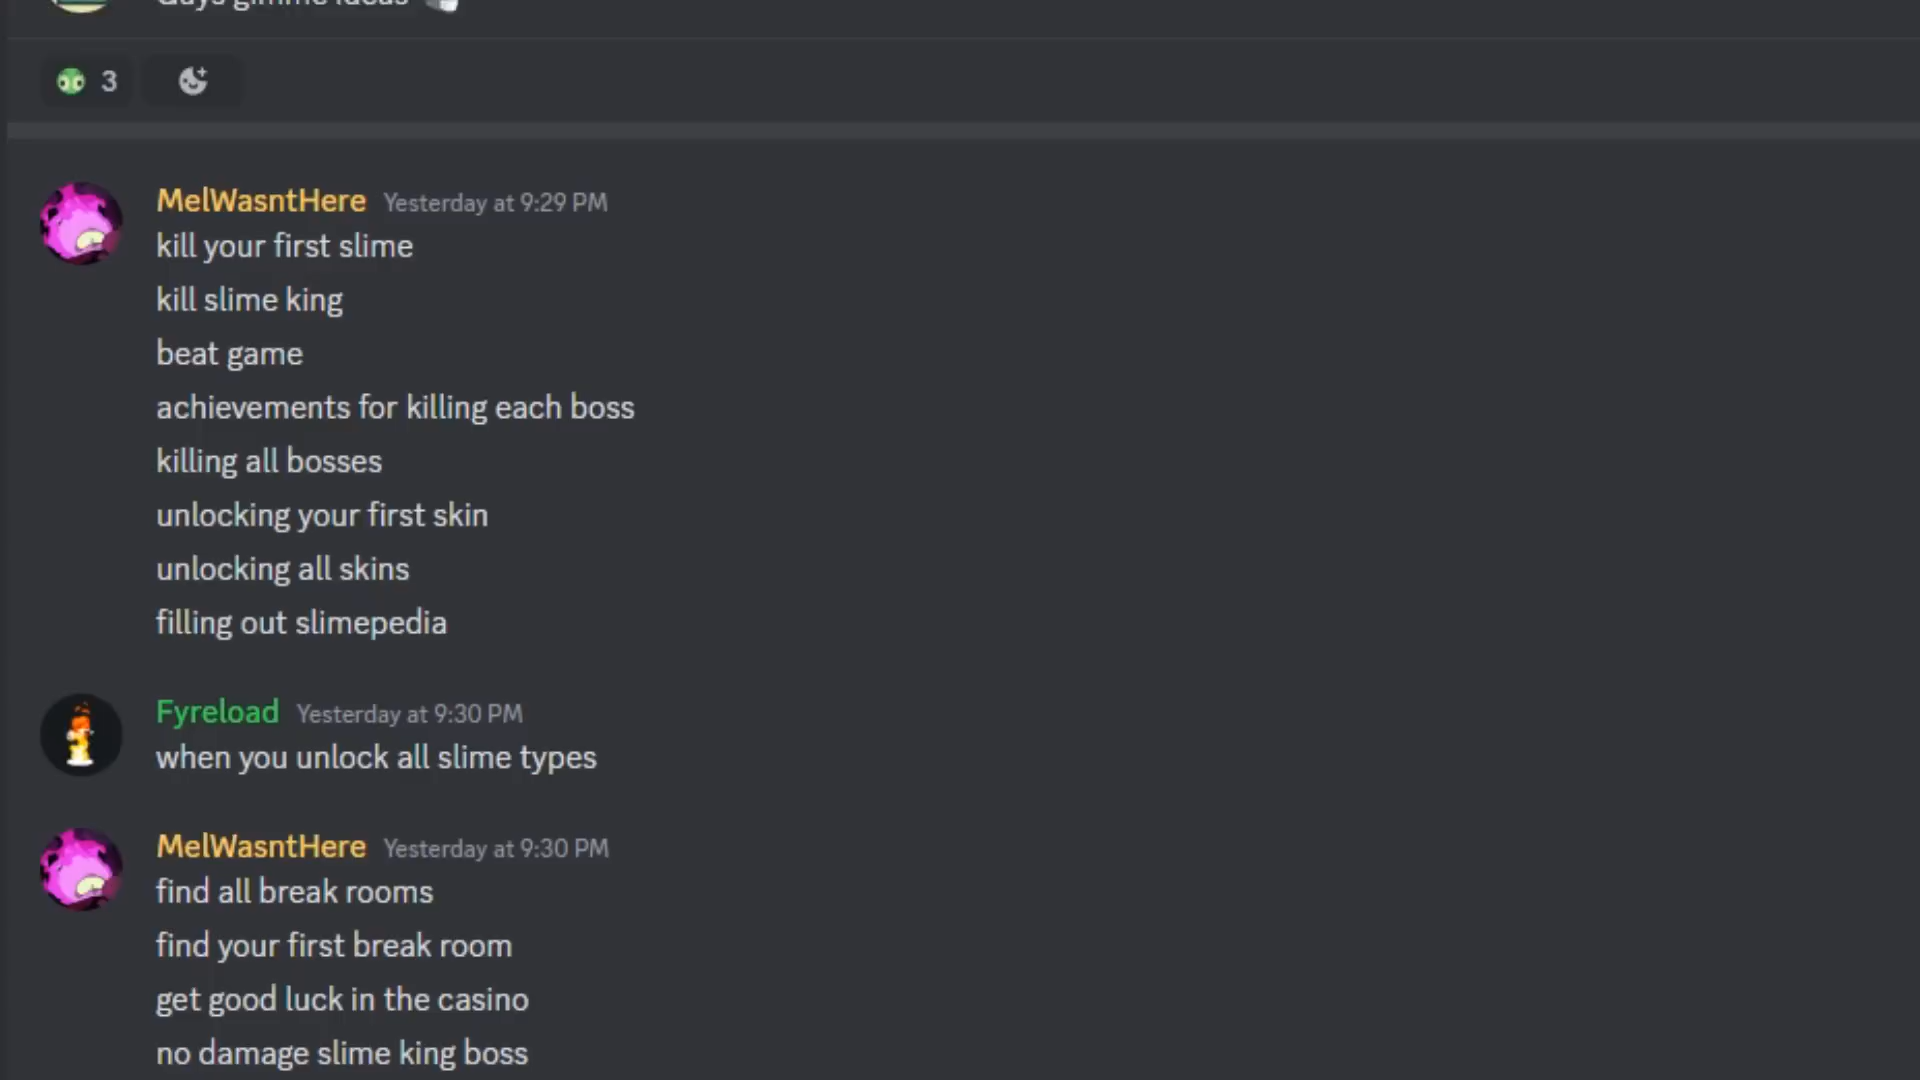 Guys gimme ideas
3
MelWasntHere Yesterday at 9:29 PM
kill your first slime
kill slime king
beat game
achievements for killing each boss
killing all bosses
unlocking your first skin
unlocking all skins
filling out slimepedia
Fyreload Yesterday at 9:30 PM
when you unlock all slime types
MelWasntHere Yesterday at 9:30 PM
find all break rooms
find your first break room
get good luck in the casino
no damage slime king boss